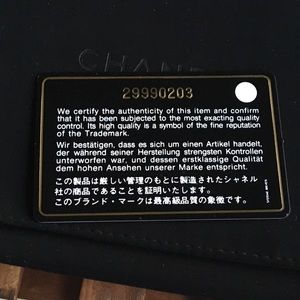 CHANEL
29990203
We certify the authenticity of this item and confirm
that it has been subjected to the most exacting quality
control. Its high quality is a symbol of the fine reputation
of the Trademark.
Wir bestätigen, dass es sich um einen Artikel handelt,
der während seiner Herstellung strengsten Kontrollen
unterworfen war, und dessen erstklassige Qualität
dem hohen Ansehen unserer Marke entspricht.
この製品は厳しい管理のもとに製造されたシャネル
社の商品であることを証明いたします。
このブランド・マークは最高級品質の象徴です。